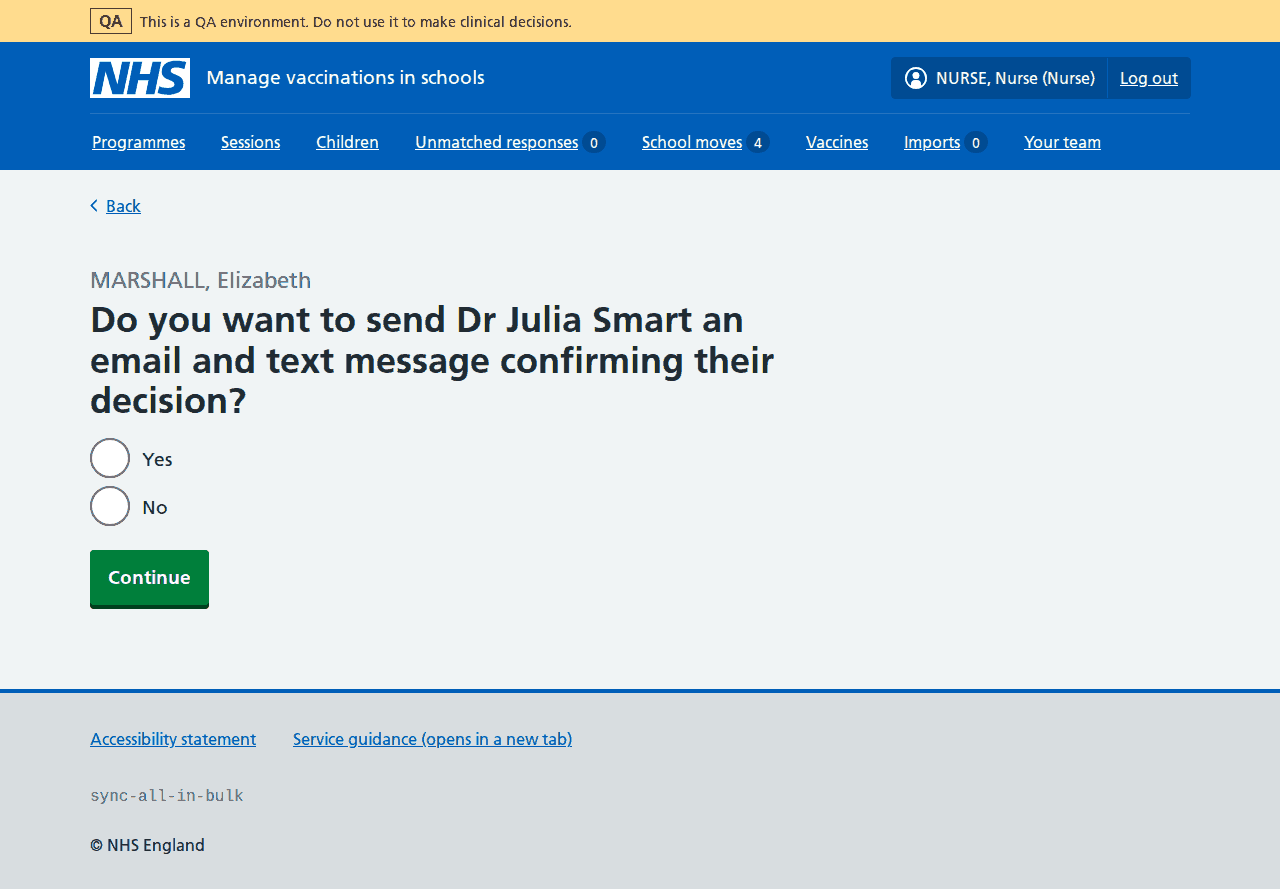 QA This is a QA environment. Do not use it to make clinical decisions.
NHS Manage vaccinations in schools NURSE, Nurse (Nurse) Log out
Programmes Sessions Children Unmatched responses 0 School moves 4 Vaccines Imports 0 Your team
Back
MARSHALL, Elizabeth
Do you want to send Dr Julia Smart an
email and text message confirming their
decision?
Yes
No
Continue
Accessibility statement Service guidance (opens in a new tab)
sync-all-in-bulk
© NHS England